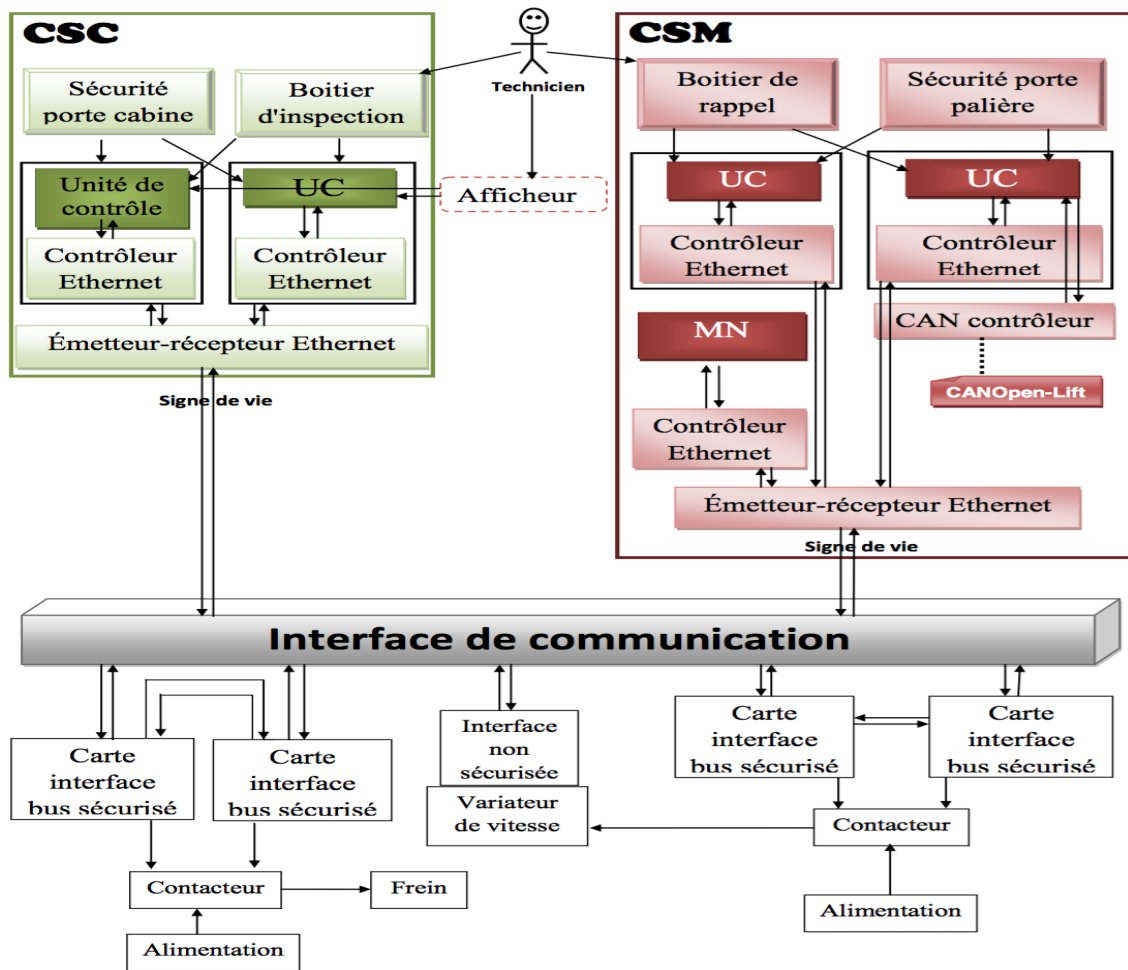 CSC
CSM
Technicien
Sécurité
porte cabine
Boitier
d'inspection
Boitier de
rappel
Sécurité porte
palière
Unité de
contrôle
UC
Afficheur
UC
UC
Contrôleur
Ethernet
Contrôleur
Ethernet
Contrôleur
Ethernet
Contrôleur
Ethernet
Émetteur-récepteur Ethernet
MN
CAN contrôleur
CANOpen-Lift
Signe de vie
Contrôleur
Ethernet
Émetteur-récepteur Ethernet
Signe de vie
Interface de communication
Carte
interface
bus sécurisé
Carte
interface
bus sécurisé
Interface
non
sécurisée
Variateur
de vitesse
Carte
interface
bus sécurisé
Carte
interface
bus sécurisé
Contacteur
Contacteur
Frein
Alimentation
Alimentation